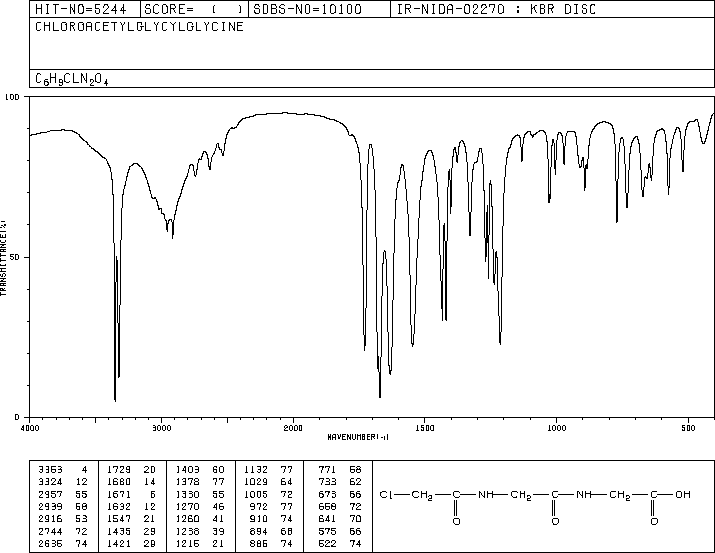 HIT-NO=5244 SCORE= ( ) SDBS-NO=10100 IR-NIDA-02270 : KBR DISC
CHLOROACETYLGLYCYLGLYCINE
C6H9CLN2O4
100
50
0
TRANSMITTANCE(%)
4000 3000 2000 1500 1000 500
WAVENUMBER(-1)
3363 4 1729 20 1403 60 1132 77 771 58
3324 12 1680 14 1378 77 1029 64 733 62
2957 55 1671 5 1330 55 1005 72 673 66
2939 60 1632 12 1270 46 972 77 658 72
2916 53 1547 21 1260 41 910 74 641 70
2744 72 1435 29 1238 39 894 68 575 66
2635 74 1421 29 1215 21 886 74 522 74
Cl—CH2—C—NH—CH2—C—NH—CH2—C—OH
O O O